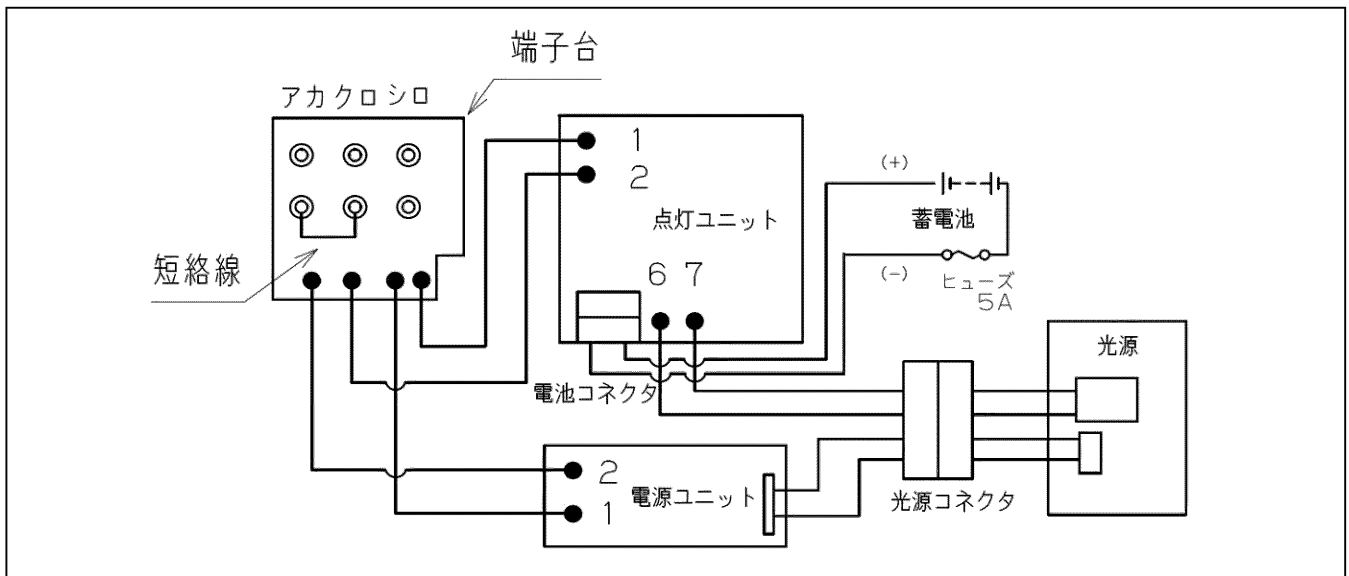 端子台
アカクロシロ
1
2
(+)
点灯ユニット
蓄電池
短絡線
6 7
(-)
ヒューズ
5A
光源
電池コネクタ
2
電源ユニット
1
光源コネクタ